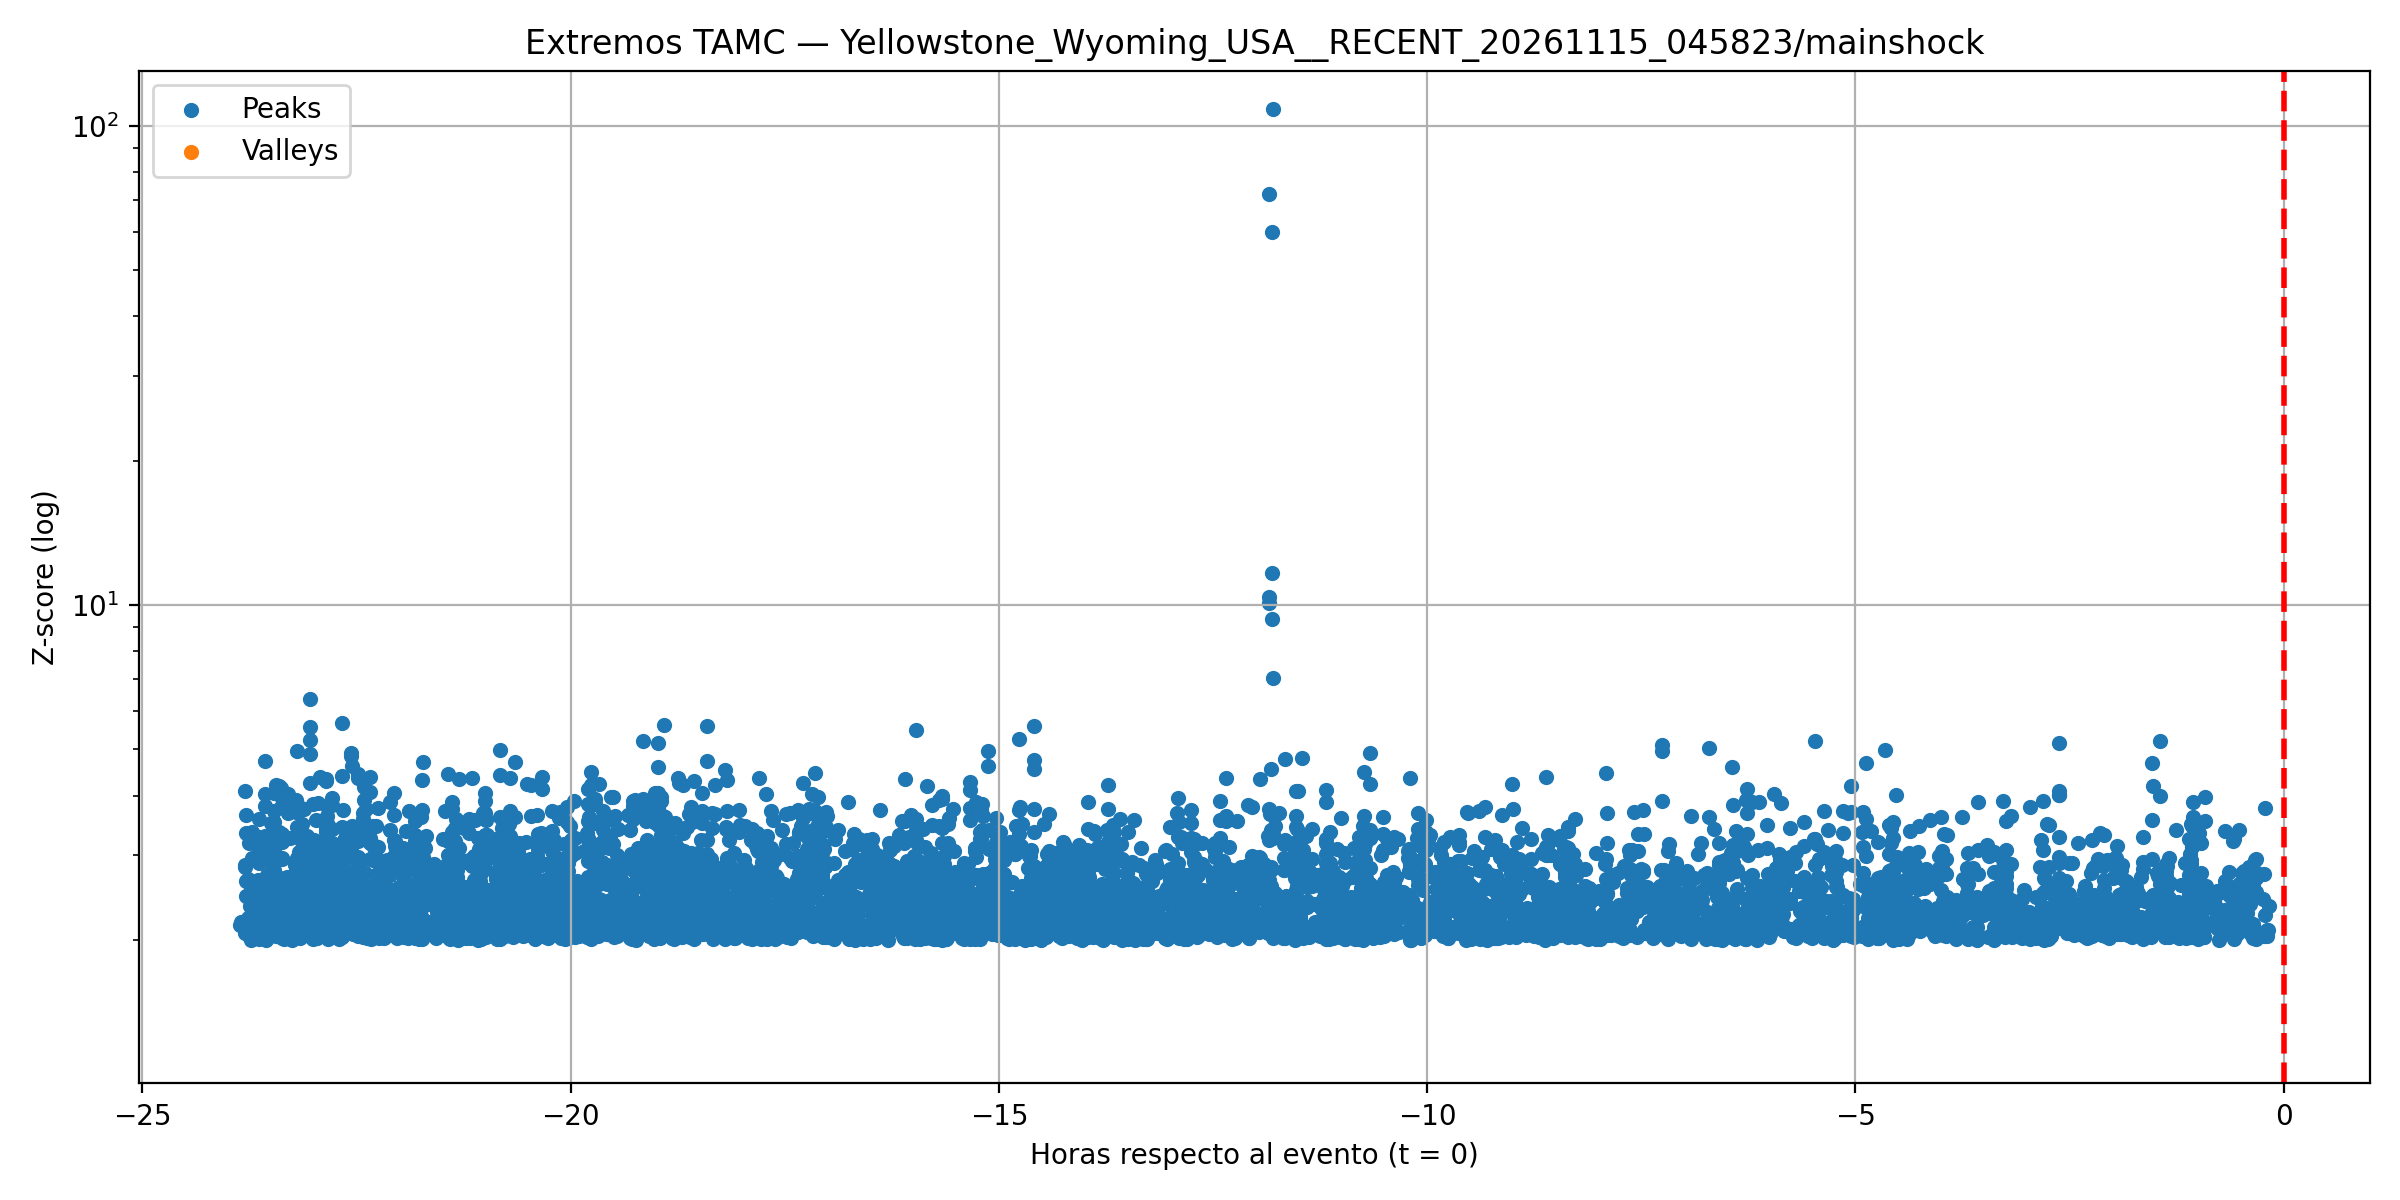 Extremos TAMC — Yellowstone_Wyoming_USA__RECENT_20261115_045823/mainshock
Peaks
Valleys
10²
10¹
Z-score (log)
−25
−20
−15
−10
−5
0
Horas respecto al evento (t = 0)